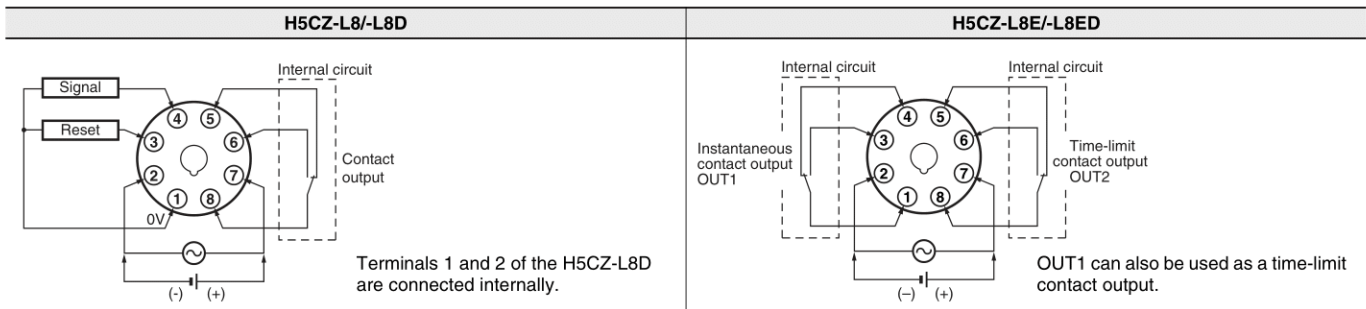 H5CZ-L8/-L8D
H5CZ-L8E/-L8ED
Internal circuit
Signal
Reset
4
5
3
6
2
7
1
8
0V
Contact
output
(-)
(+)
Terminals 1 and 2 of the H5CZ-L8D
are connected internally.
Internal circuit
Internal circuit
4
5
3
6
2
7
1
8
Instantaneous
contact output
OUT1
Time-limit
contact output
OUT2
(–)
(+)
OUT1 can also be used as a time-limit
contact output.